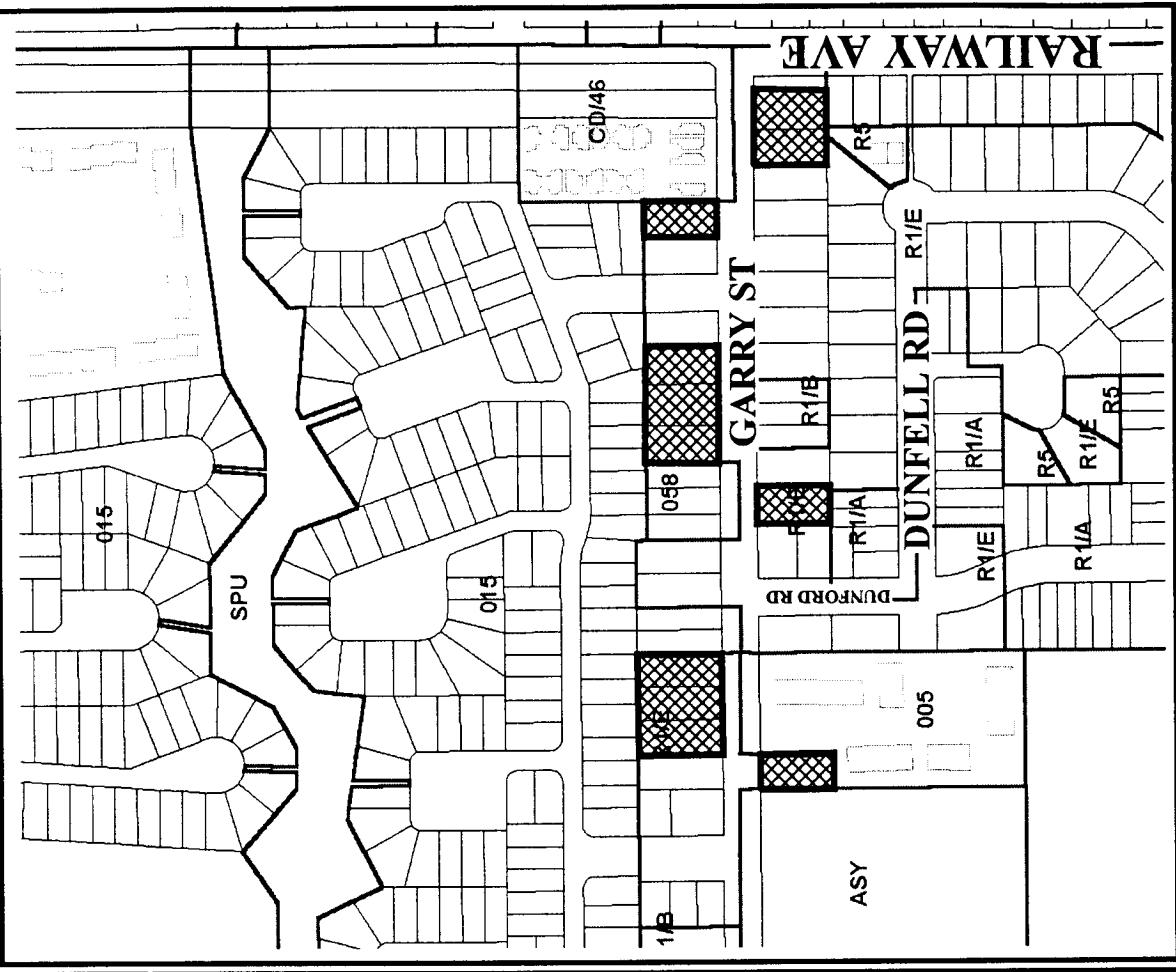 RAILWAY AVE
CD/46
R5
R1/E
GARRY ST
R1/B
DUNFELL RD
R1/A
R5
R1/E
R5
058
R1/A
R1/E
R1/A
DUNFORD RD
015
SPU
015
005
ASY
1/B